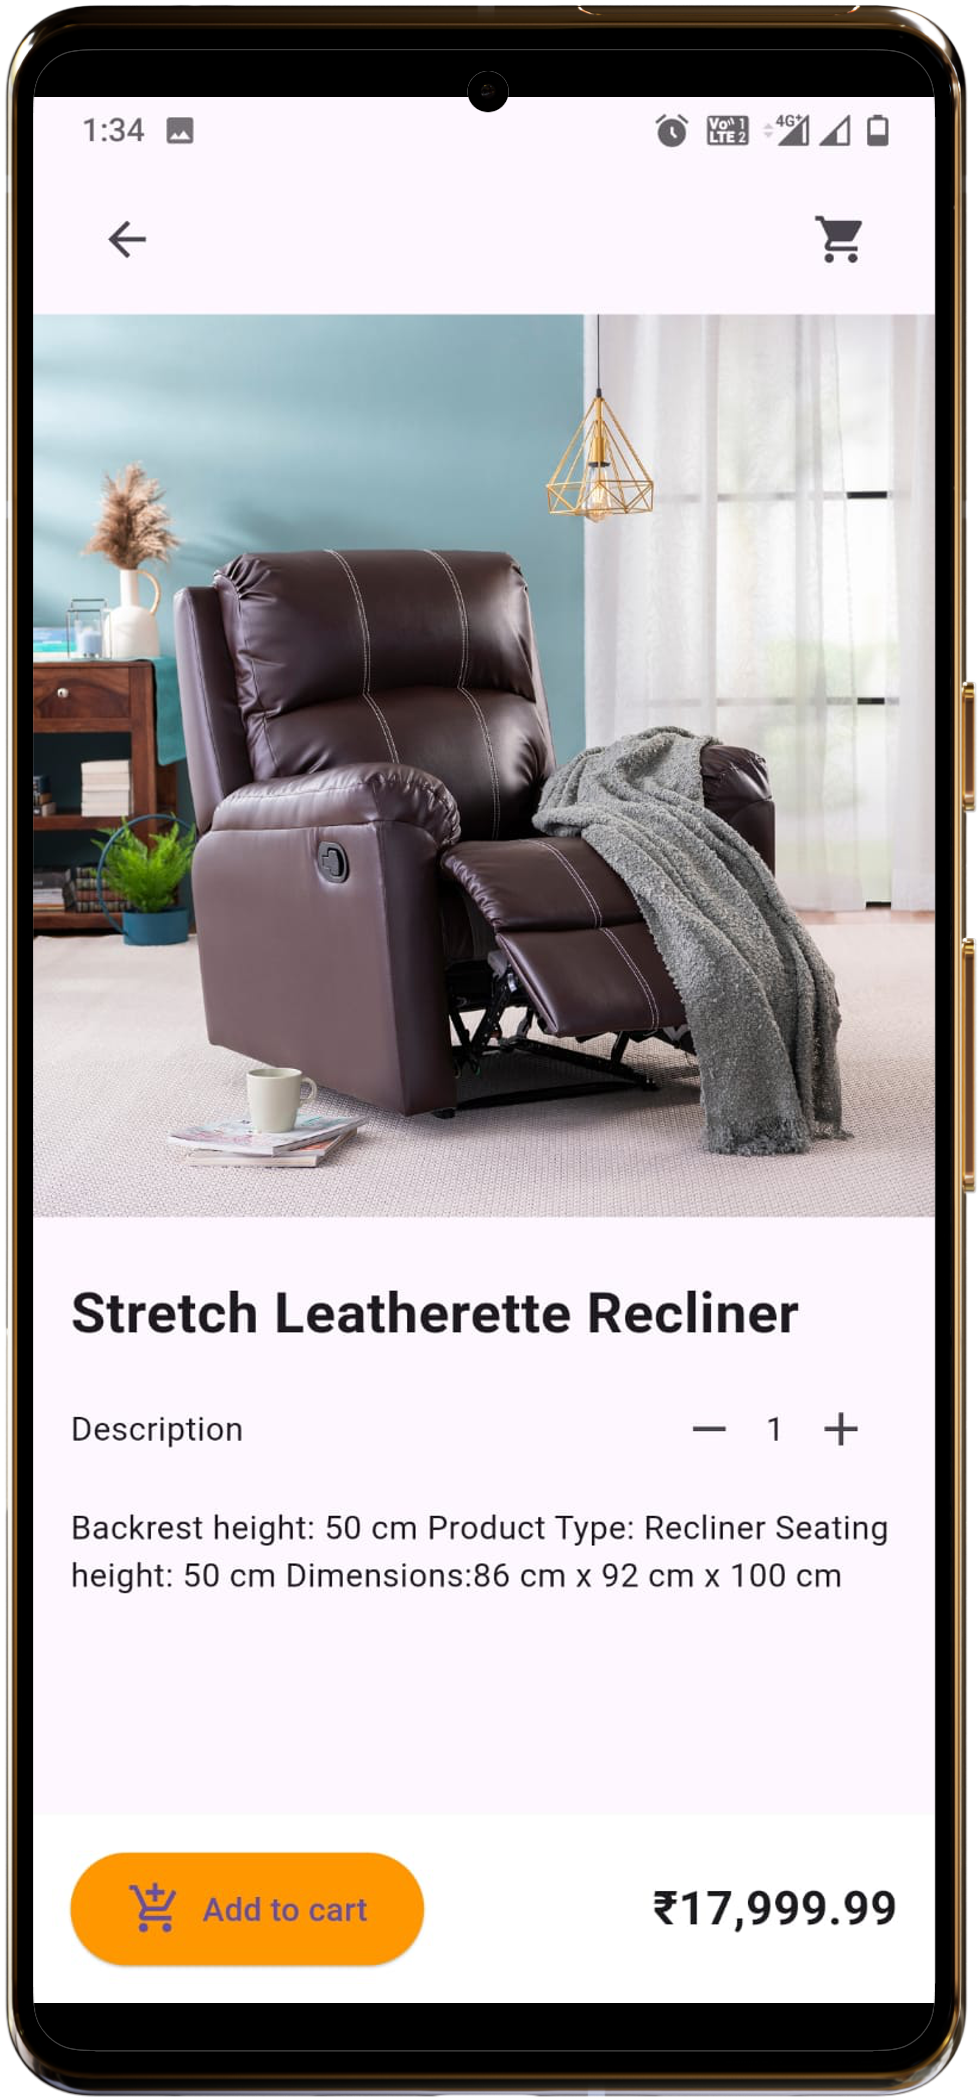 1:34
Vo)) 1
LTE 2
4G+
Stretch Leatherette Recliner
Description
1
Backrest height: 50 cm Product Type: Recliner Seating
height: 50 cm Dimensions:86 cm x 92 cm x 100 cm
Add to cart
₹17,999.99